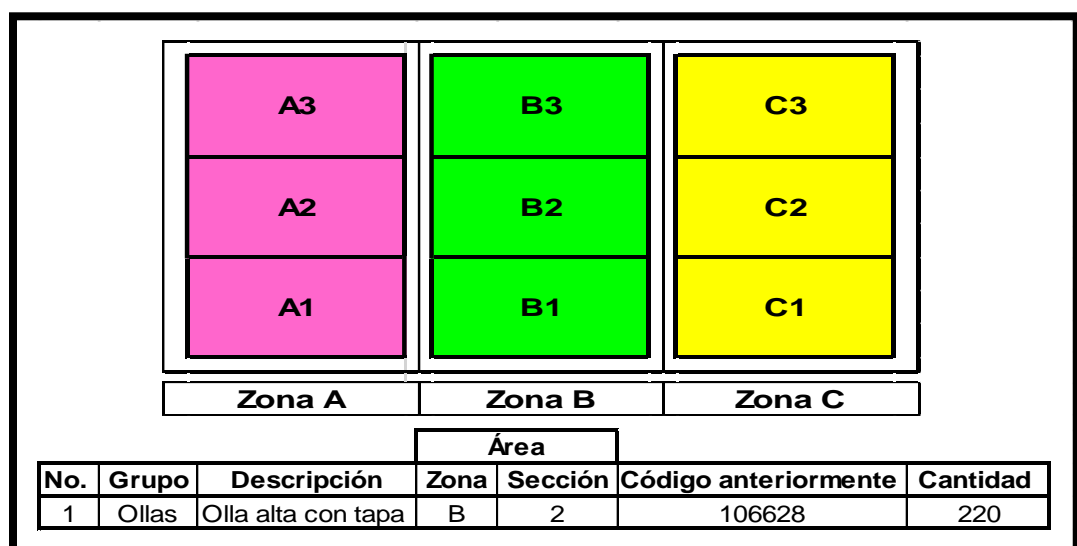 A3 B3 C3
A2 B2 C2
A1 B1 C1
Zona A Zona B Zona C
Área
No. Grupo Descripción Zona Sección Código anteriormente Cantidad
1 Ollas Olla alta con tapa B 2 106628 220